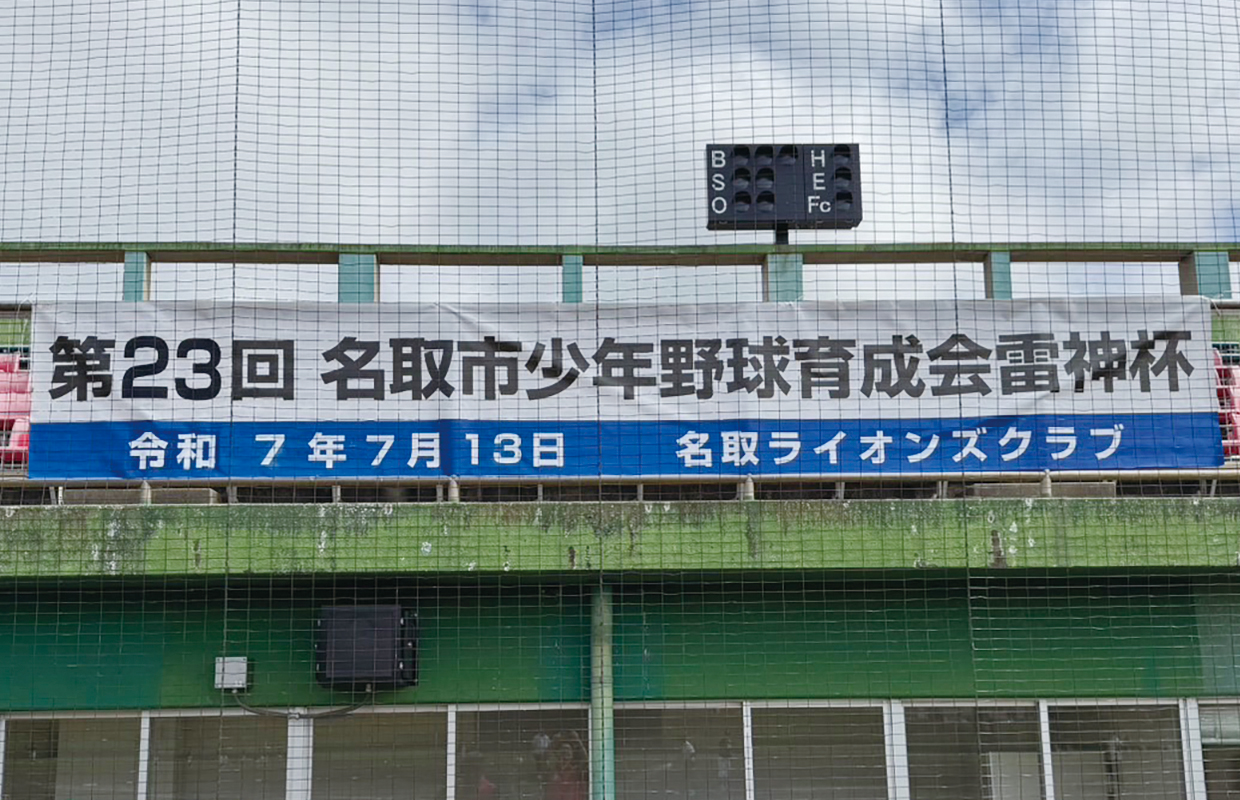 B H
S E
O Fc
第23回 名取市少年野球育成会雷神杯
令和 7年7月13日 名取ライオンズクラブ